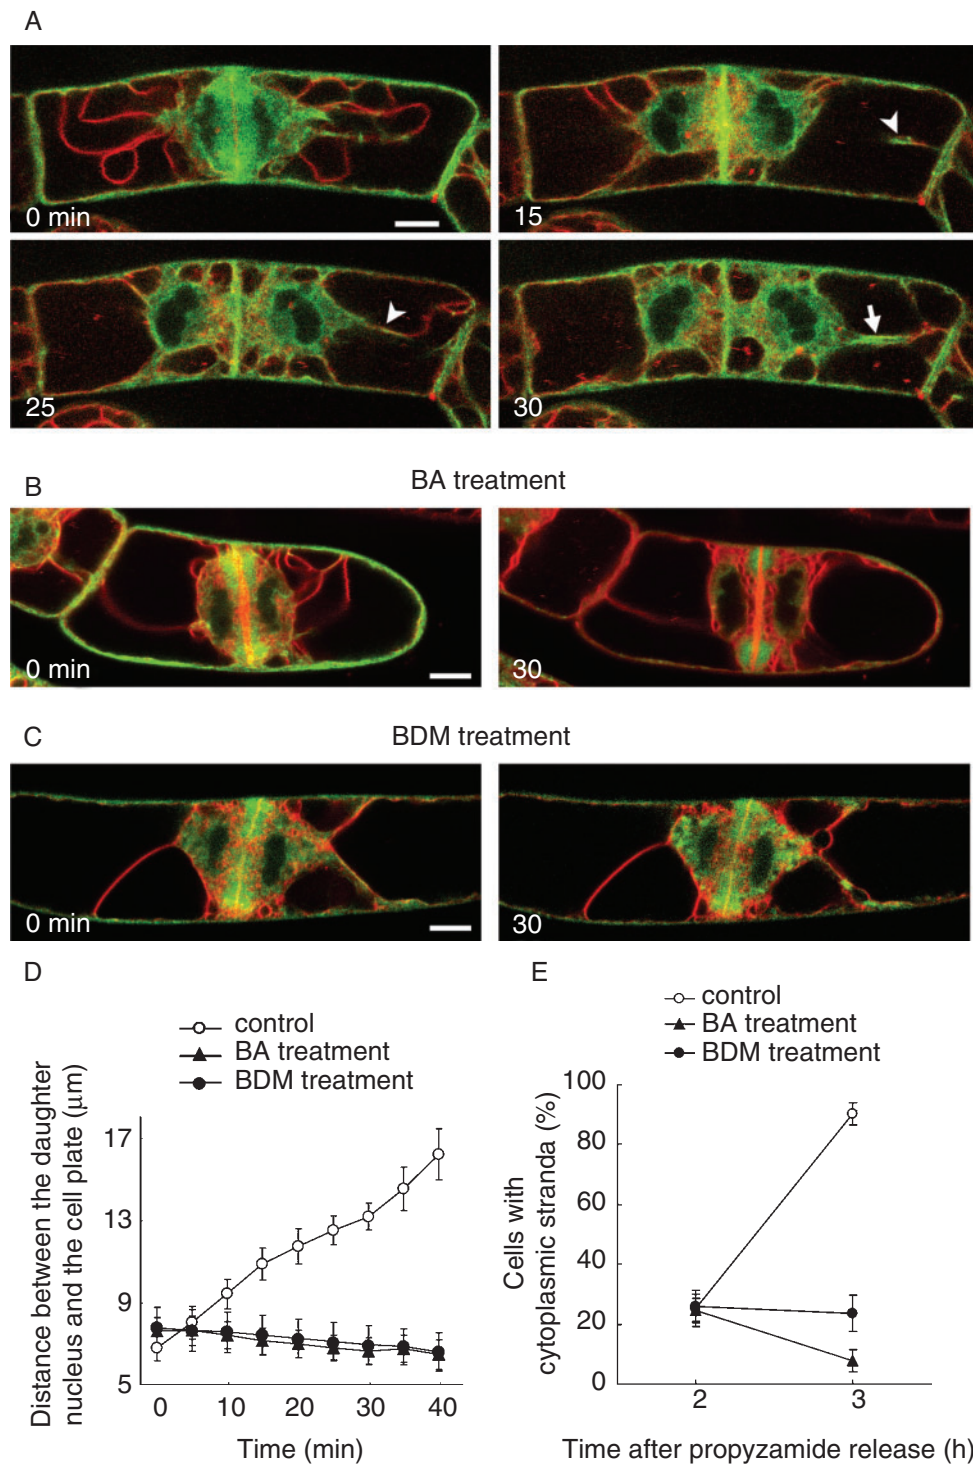 A
0 min
15
25
30
B
BA treatment
0 min
30
C
BDM treatment
0 min
30
D
control
BA treatment
BDM treatment
Distance between the daughter
nucleus and the cell plate (μm)
17
13
9
5
0 10 20 30 40
Time (min)
E
control
BA treatment
BDM treatment
Cells with
cytoplasmic stranda (%)
100
80
60
40
20
0
2 3
Time after propyzamide release (h)